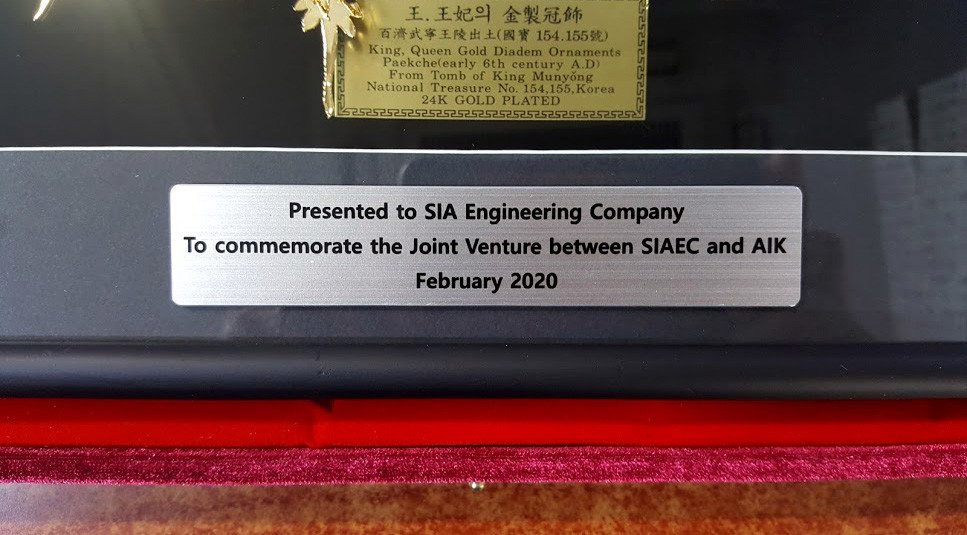 王.王妃의 金製冠飾
百濟武寧王陵出土(國寶 154.155號)
King, Queen Gold Diadem Ornaments
Paekche(early 6th century A.D)
From Tomb of King Munyŏng
National Treasure No. 154,155,Korea
24K GOLD PLATED
Presented to SIA Engineering Company
To commemorate the Joint Venture between SIAEC and AIK
February 2020